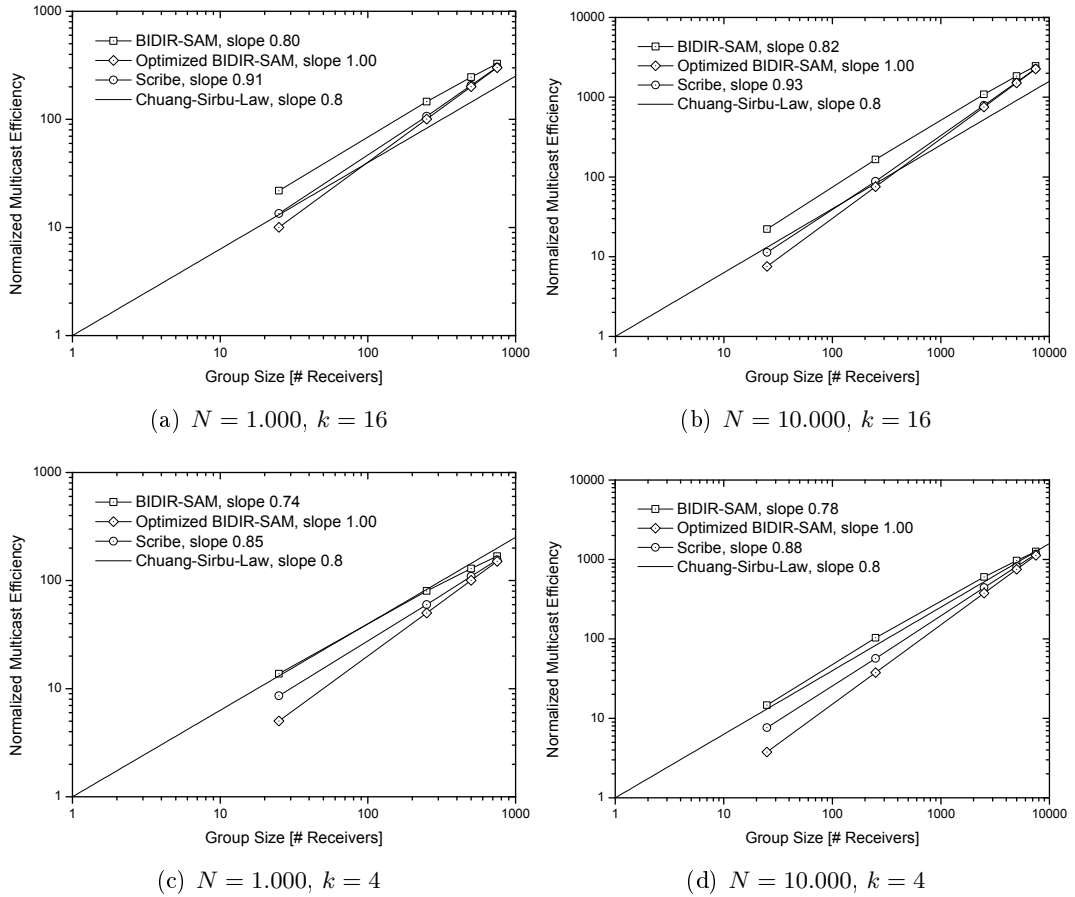 1000
100
10
1
Normalized Multicast Efficiency
BIDIR-SAM, slope 0.80
Optimized BIDIR-SAM, slope 1.00
Scribe, slope 0.91
Chuang-Sirbu-Law, slope 0.8
1 10 100 1000
Group Size [# Receivers]
(a) N = 1.000, k = 16
10000
1000
100
10
1
Normalized Multicast Efficiency
BIDIR-SAM, slope 0.82
Optimized BIDIR-SAM, slope 1.00
Scribe, slope 0.93
Chuang-Sirbu-Law, slope 0.8
1 10 100 1000 10000
Group Size [# Receivers]
(b) N = 10.000, k = 16
1000
100
10
1
Normalized Multicast Efficiency
BIDIR-SAM, slope 0.74
Optimized BIDIR-SAM, slope 1.00
Scribe, slope 0.85
Chuang-Sirbu-Law, slope 0.8
1 10 100 1000
Group Size [# Receivers]
(c) N = 1.000, k = 4
10000
1000
100
10
1
Normalized Multicast Efficiency
BIDIR-SAM, slope 0.78
Optimized BIDIR-SAM, slope 1.00
Scribe, slope 0.88
Chuang-Sirbu-Law, slope 0.8
1 10 100 1000 10000
Group Size [# Receivers]
(d) N = 10.000, k = 4